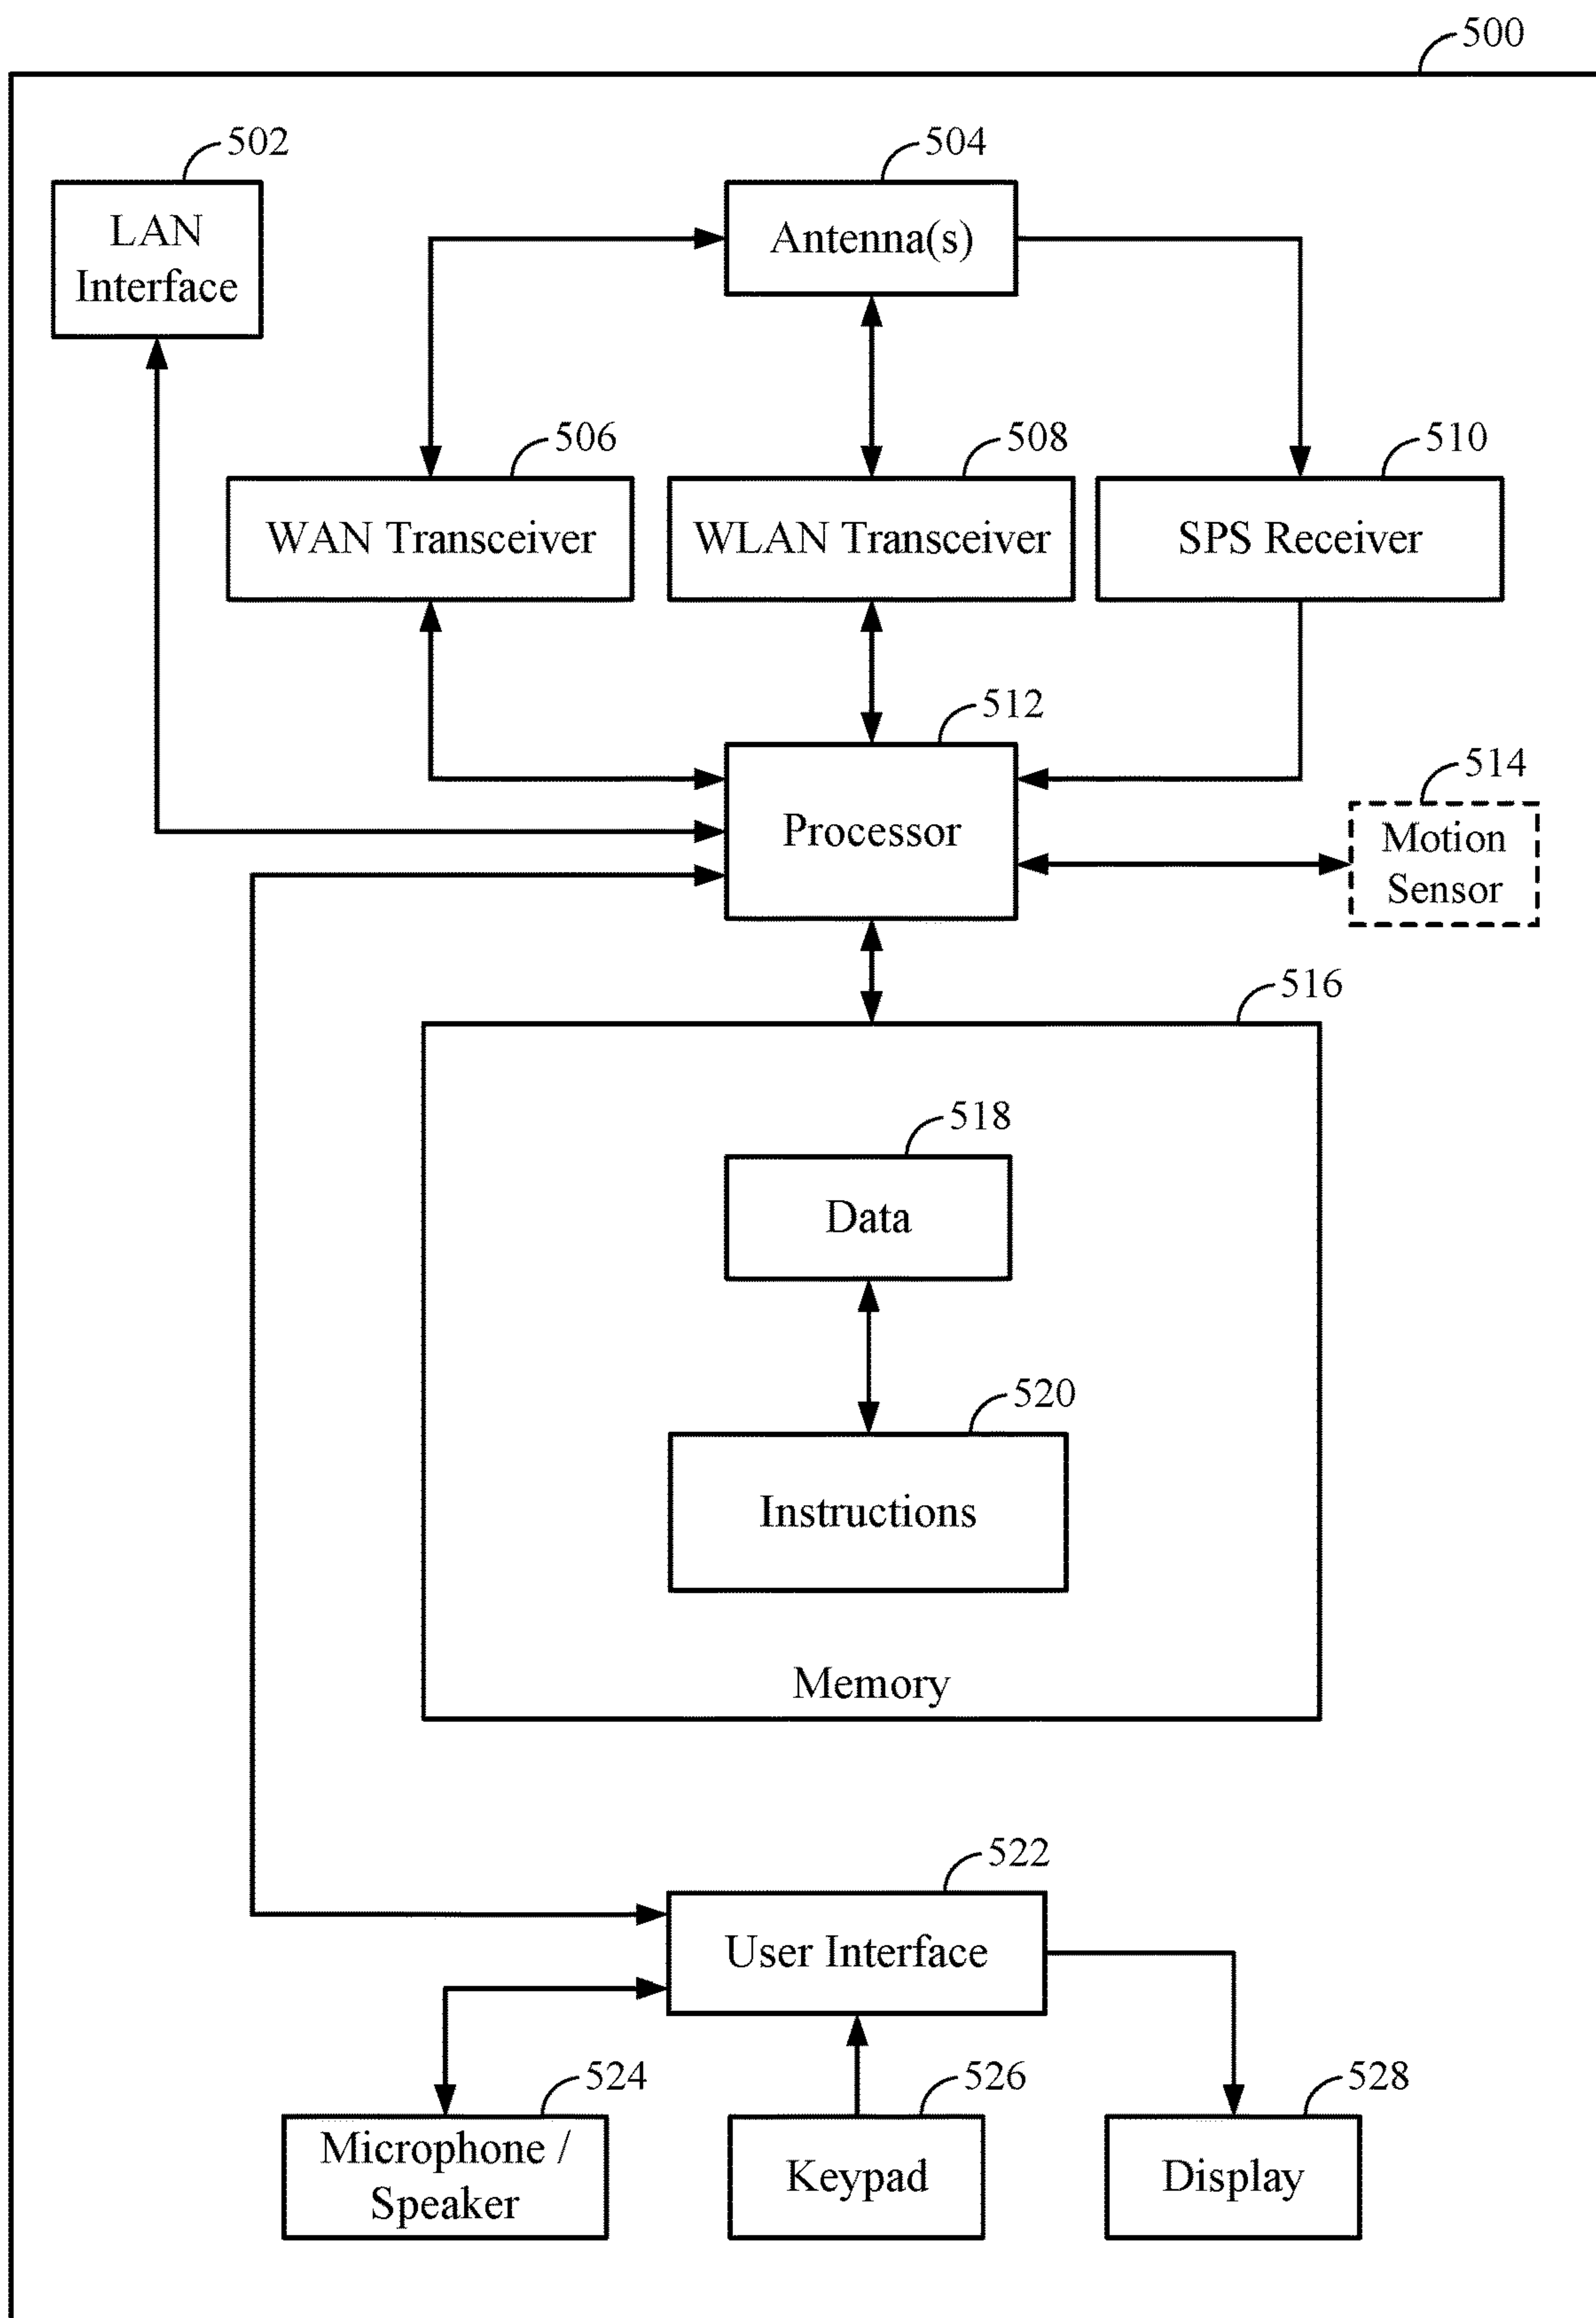 500
502
LAN
Interface
504
Antenna(s)
506
WAN Transceiver
508
WLAN Transceiver
510
SPS Receiver
512
Processor
514
Motion
Sensor
516
518
Data
520
Instructions
Memory
522
User Interface
524
Microphone /
Speaker
526
Keypad
528
Display